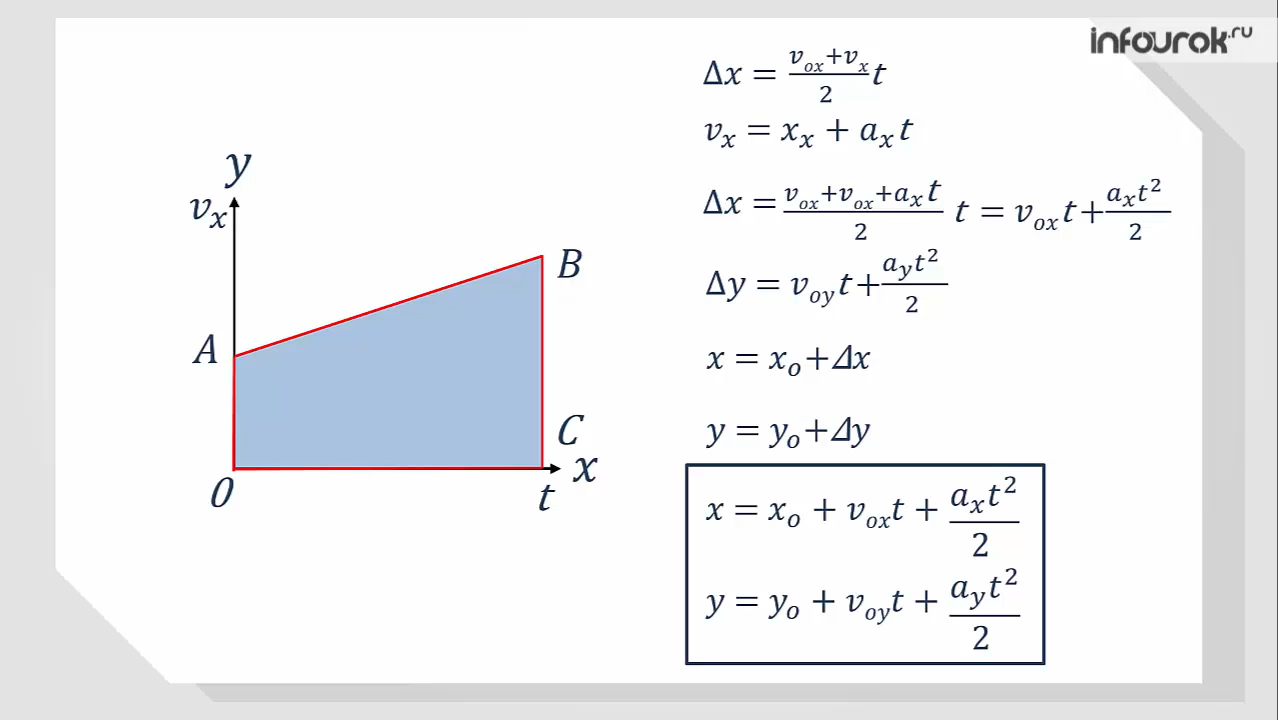 infourok.ru
Δx = (v_ox+v_x)/2 t
v_x = x_x + a_x t
Δx = (v_ox+v_ox+a_x t)/2 t = v_ox t + a_x t²/2
Δy = v_oy t + a_y t²/2
x = x_o+Δx
y = y_o+Δy
x = x_o + v_ox t + a_x t²/2
y = y_o + v_oy t + a_y t²/2
y
v_x
B
A
C
x
0
t